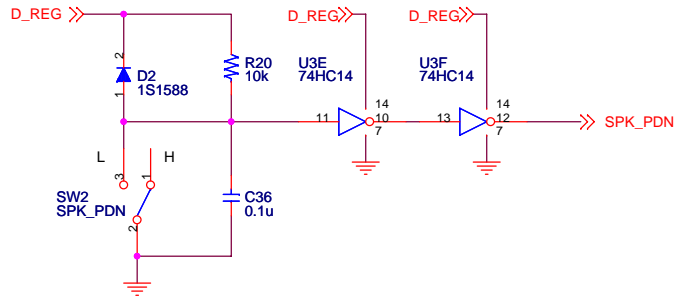 D_REG
D_REG
D_REG
2
D2
1S1588
1
R20
10k
U3E
74HC14
U3F
74HC14
11
14
10
7
13
14
12
7
SPK_PDN
L
H
3
1
SW2
SPK_PDN
2
C36
0.1u